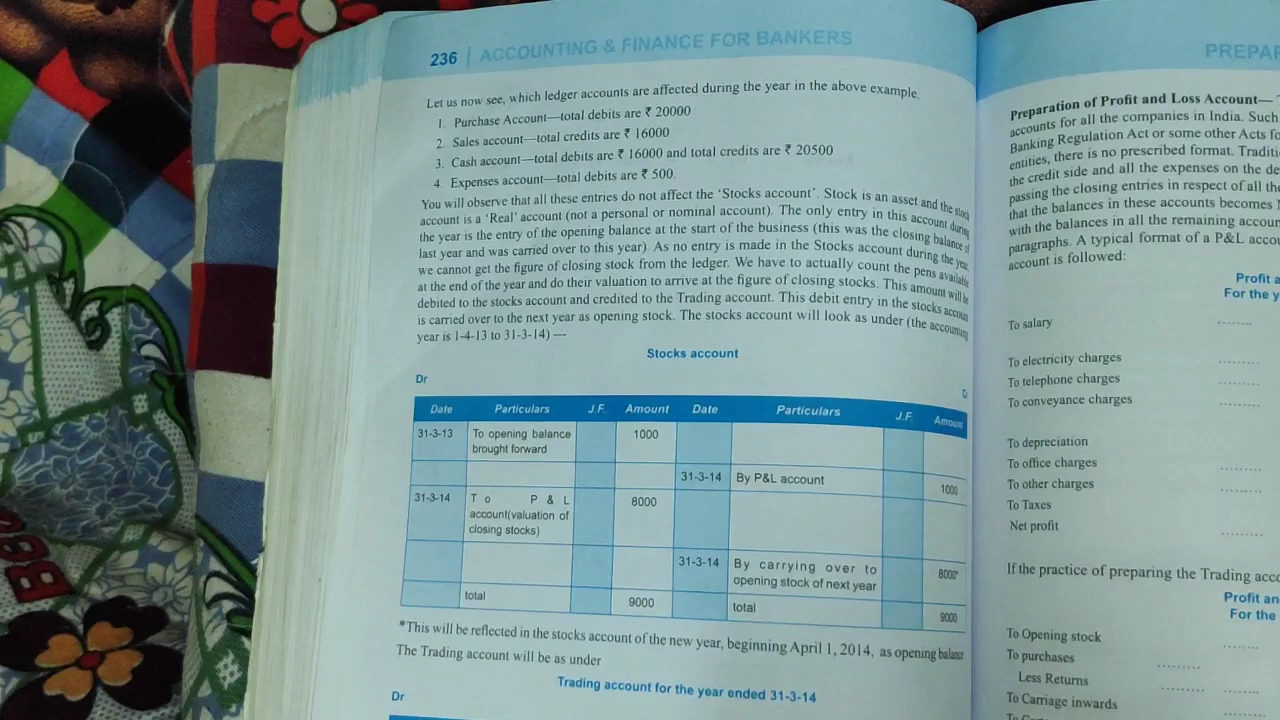 236 | ACCOUNTING & FINANCE FOR BANKERS
Let us now see, which ledger accounts are affected during the year in the above example.
1. Purchase Account—total debits are ₹ 20000
2. Sales account—total credits are ₹ 16000
3. Cash account—total debits are ₹ 16000 and total credits are ₹ 20500
4. Expenses account—total debits are ₹ 500.
You will observe that all these entries do not affect the 'Stocks account'. Stock is an asset and the stock
account is a 'Real' account (not a personal or nominal account). The only entry in this account during
the year is the entry of the opening balance at the start of the business (this was the closing balance of
last year and was carried over to this year). As no entry is made in the Stocks account during the year,
we cannot get the figure of closing stock from the ledger. We have to actually count the pens available
at the end of the year and do their valuation to arrive at the figure of closing stocks. This amount will be
debited to the stocks account and credited to the Trading account. This debit entry in the stocks account
is carried over to the next year as opening stock. The stocks account will look as under (the accounting
year is 1-4-13 to 31-3-14) ---
Stocks account
Dr
Date Particulars J.F. Amount Date Particulars J.F. Amount
31-3-13 To opening balance 1000
brought forward
31-3-14 By P&L account 1000
31-3-14 To P & L 8000
account(valuation of
closing stocks)
31-3-14 By carrying over to 8000*
opening stock of next year
total 9000 total 9000
*This will be reflected in the stocks account of the new year, beginning April 1, 2014, as opening balance.
The Trading account will be as under
Trading account for the year ended 31-3-14
Dr
Preparation of Profit and Loss Account—
accounts for all the companies in India. Such
Banking Regulation Act or some other Acts
entities, there is no prescribed format.
the credit side and all the expenses on the
passing the closing entries in respect of all
that the balances in these accounts becomes
with the balances in all the remaining
paragraphs. A typical format of a P&L
account is followed:
Profit
For the
To salary ........
To electricity charges .........
To telephone charges .........
To conveyance charges .........
To depreciation
To office charges .........
To other charges .........
To Taxes
Net profit .........
If the practice of preparing the Trading
Profit
For the
To Opening stock .........
To purchases .........
Less Returns ......... ........
To Carriage inwards .........